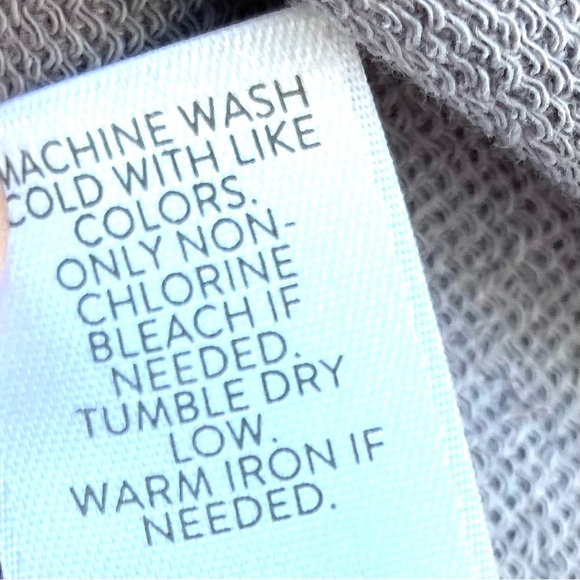 MACHINE WASH
COLD WITH LIKE
COLORS.
ONLY NON-
CHLORINE
BLEACH IF
NEEDED.
TUMBLE DRY
LOW.
WARM IRON IF
NEEDED.